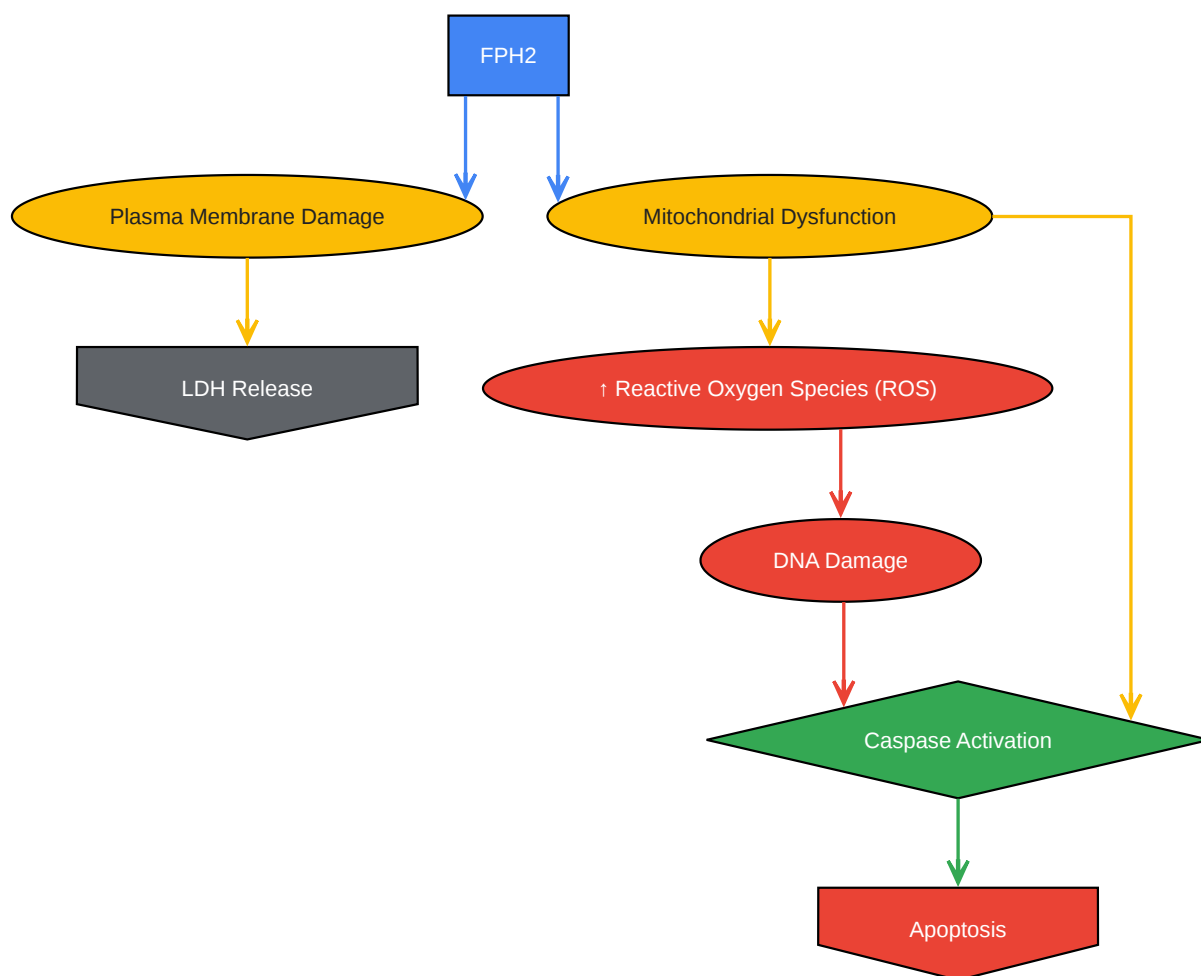 FPH2
Plasma Membrane Damage
Mitochondrial Dysfunction
LDH Release
↑ Reactive Oxygen Species (ROS)
DNA Damage
Caspase Activation
Apoptosis